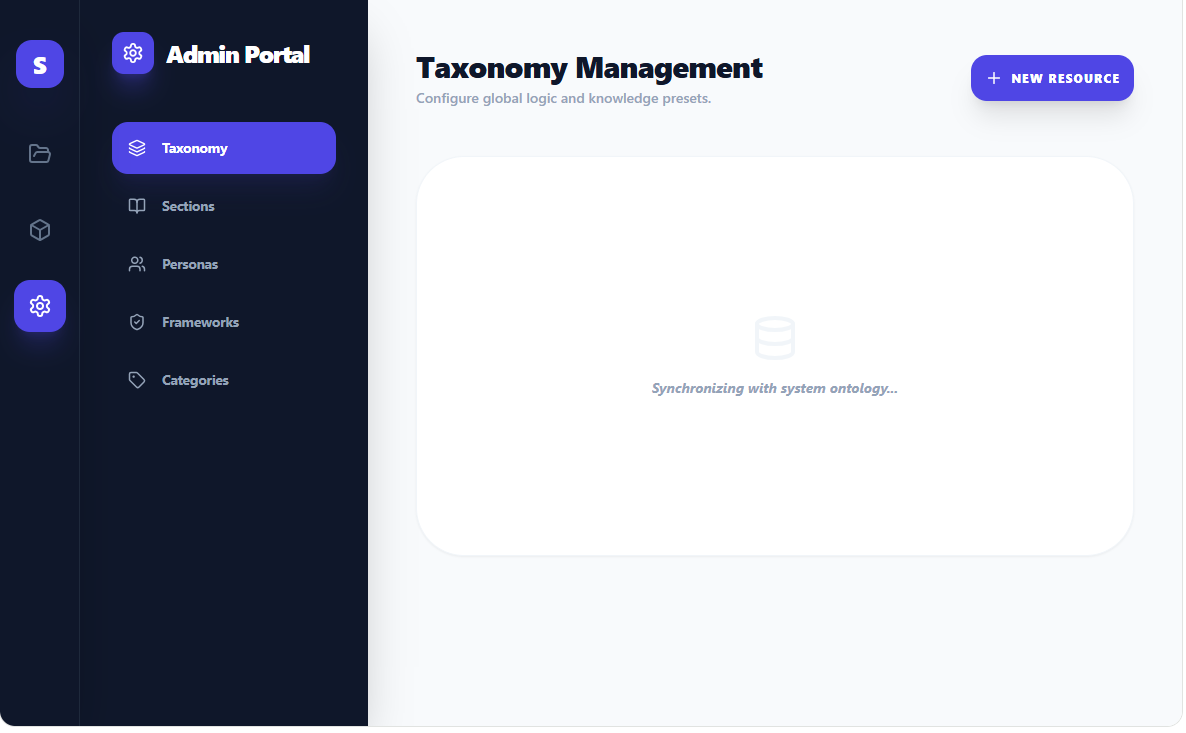 S
Admin Portal
Taxonomy
Sections
Personas
Frameworks
Categories
Taxonomy Management
Configure global logic and knowledge presets.
NEW RESOURCE
Synchronizing with system ontology...